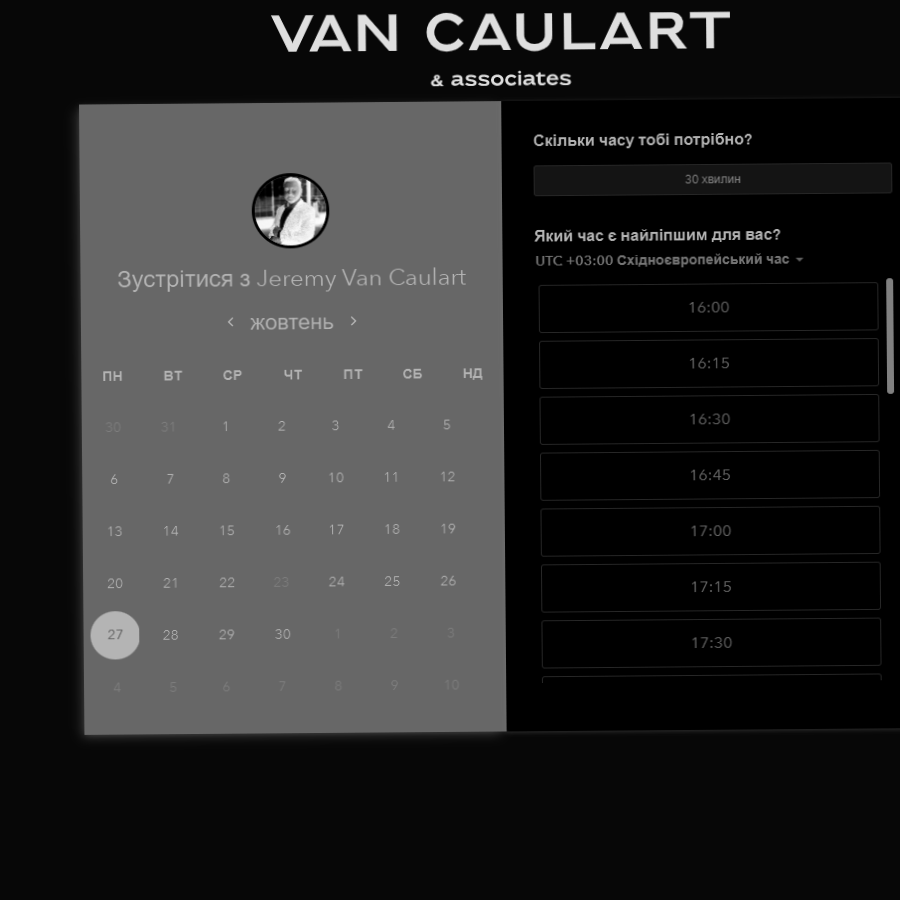 VAN CAULART
& associates
Зустрітися з Jeremy Van Caulart
жовтень
ПН ВТ СР ЧТ ПТ СБ НД
30 31 1 2 3 4 5
6 7 8 9 10 11 12
13 14 15 16 17 18 19
20 21 22 23 24 25 26
27 28 29 30 1 2 3
4 5 6 7 8 9 10
Скільки часу тобі потрібно?
30 хвилин
Який час є найліпшим для вас?
UTC +03:00 Східноєвропейський час
16:00
16:15
16:30
16:45
17:00
17:15
17:30